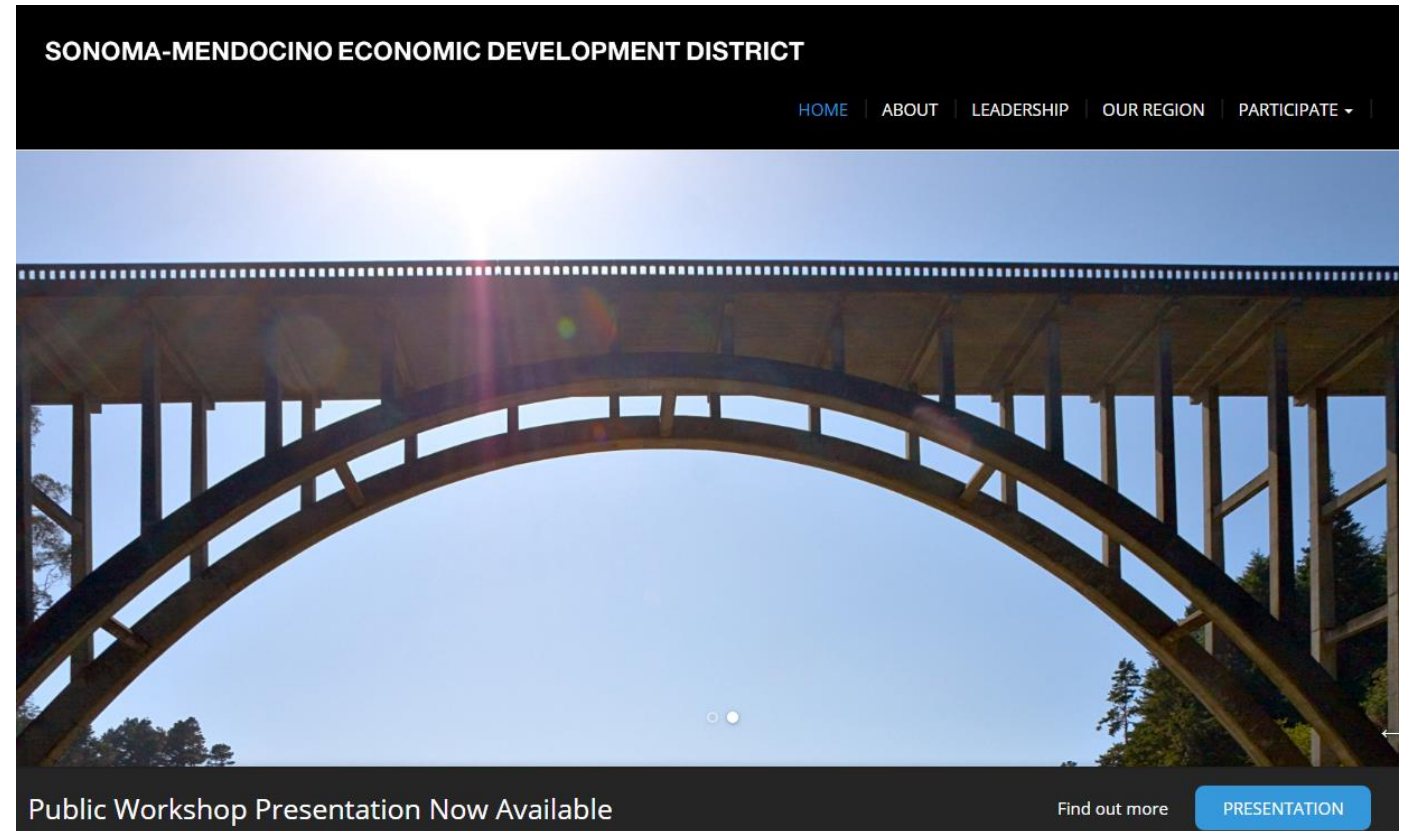 SONOMA-MENDOCINO ECONOMIC DEVELOPMENT DISTRICT
HOME ABOUT LEADERSHIP OUR REGION PARTICIPATE
Public Workshop Presentation Now Available Find out more PRESENTATION